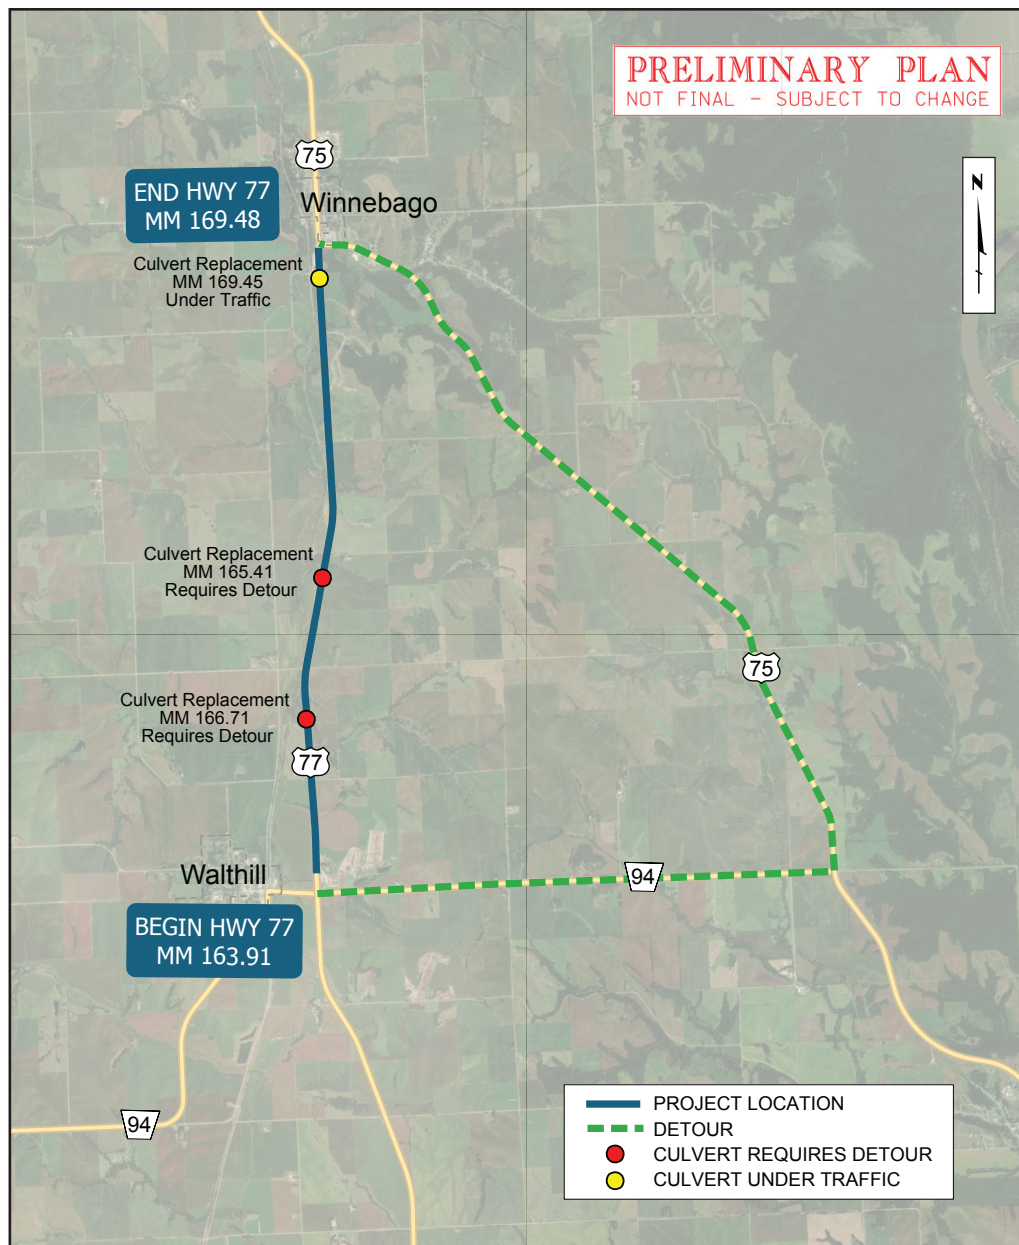 PRELIMINARY PLAN
NOT FINAL - SUBJECT TO CHANGE
75
END HWY 77
MM 169.48
Winnebago
N
Culvert Replacement
MM 169.45
Under Traffic
Culvert Replacement
MM 165.41
Requires Detour
75
Culvert Replacement
MM 166.71
Requires Detour
77
Walthill
94
BEGIN HWY 77
MM 163.91
94
PROJECT LOCATION
DETOUR
CULVERT REQUIRES DETOUR
CULVERT UNDER TRAFFIC